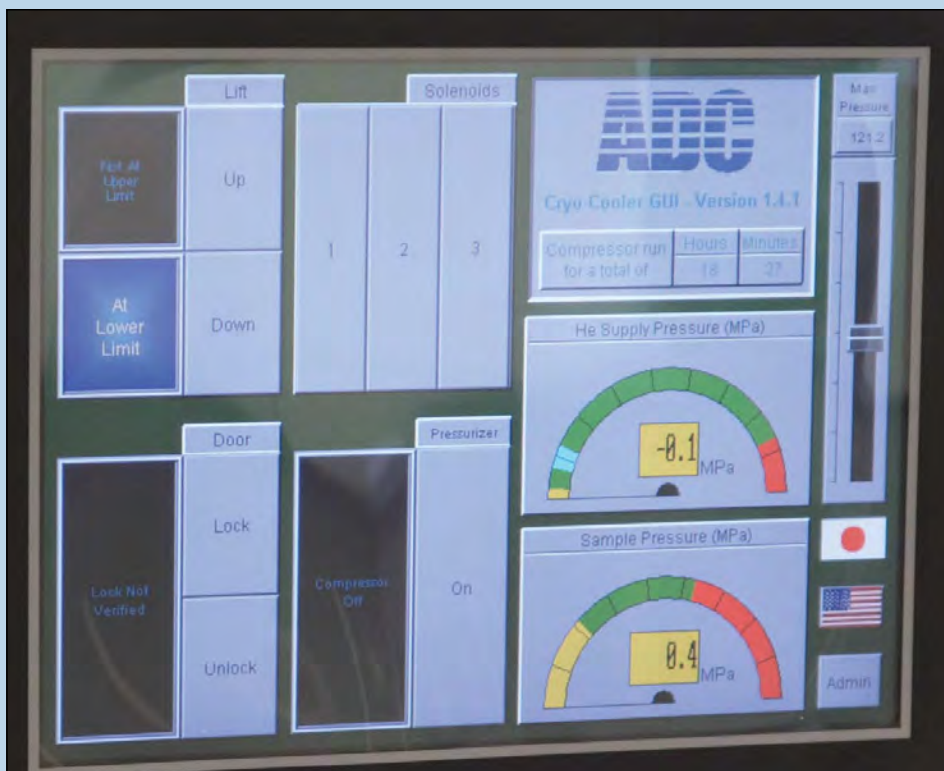 Lift
Not At
Upper
Limit
Up
At
Lower
Limit
Down
Solenoids
1
2
3
ADC
Cryo Cooler GUI - Version 1.4.1
Compressor run
for a total of
Hours
Minutes
18
37
Max
Pressure
121.2
He Supply Pressure (MPa)
-0.1
MPa
Door
Lock Not
Verified
Lock
Unlock
Pressurizer
Compressor
Off
On
Sample Pressure (MPa)
0.4
MPa
Admin